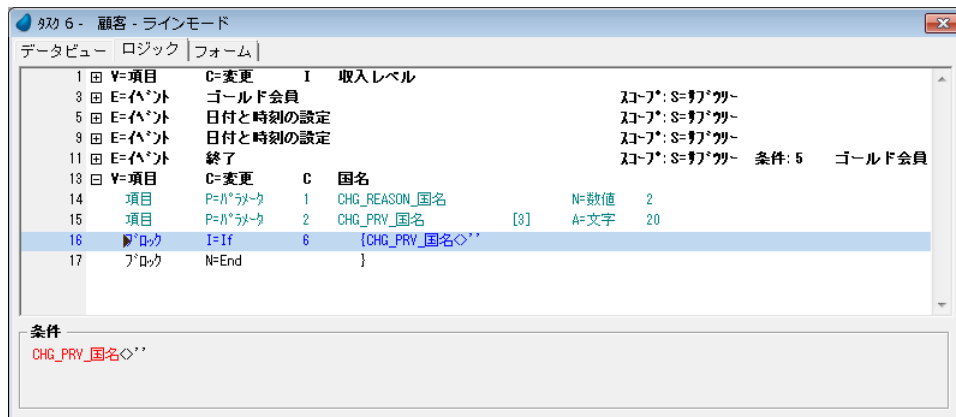 ﾀｽｸ 6 - 顧客 - ラインモード
データビュー ロジック フォーム
1 V=項目 C=変更 I 収入レベル
3 E=ｲﾍﾞﾝﾄ ゴールド会員 ｽｺｰﾌﾟ: S=ｻﾌﾞﾂﾘｰ
5 E=ｲﾍﾞﾝﾄ 日付と時刻の設定 ｽｺｰﾌﾟ: S=ｻﾌﾞﾂﾘｰ
9 E=ｲﾍﾞﾝﾄ 日付と時刻の設定 ｽｺｰﾌﾟ: S=ｻﾌﾞﾂﾘｰ
11 E=ｲﾍﾞﾝﾄ 終了 ｽｺｰﾌﾟ: S=ｻﾌﾞﾂﾘｰ 条件: 5 ゴールド会員
13 V=項目 C=変更 C 国名
14 項目 P=ﾊﾟﾗﾒｰﾀ 1 CHG_REASON_国名 N=数値 2
15 項目 P=ﾊﾟﾗﾒｰﾀ 2 CHG_PRV_国名 [3] A=文字 20
16 ﾌﾞﾛｯｸ I=If 6 {CHG_PRV_国名<>''
17 ﾌﾞﾛｯｸ N=End }
条件
CHG_PRV_国名<>''